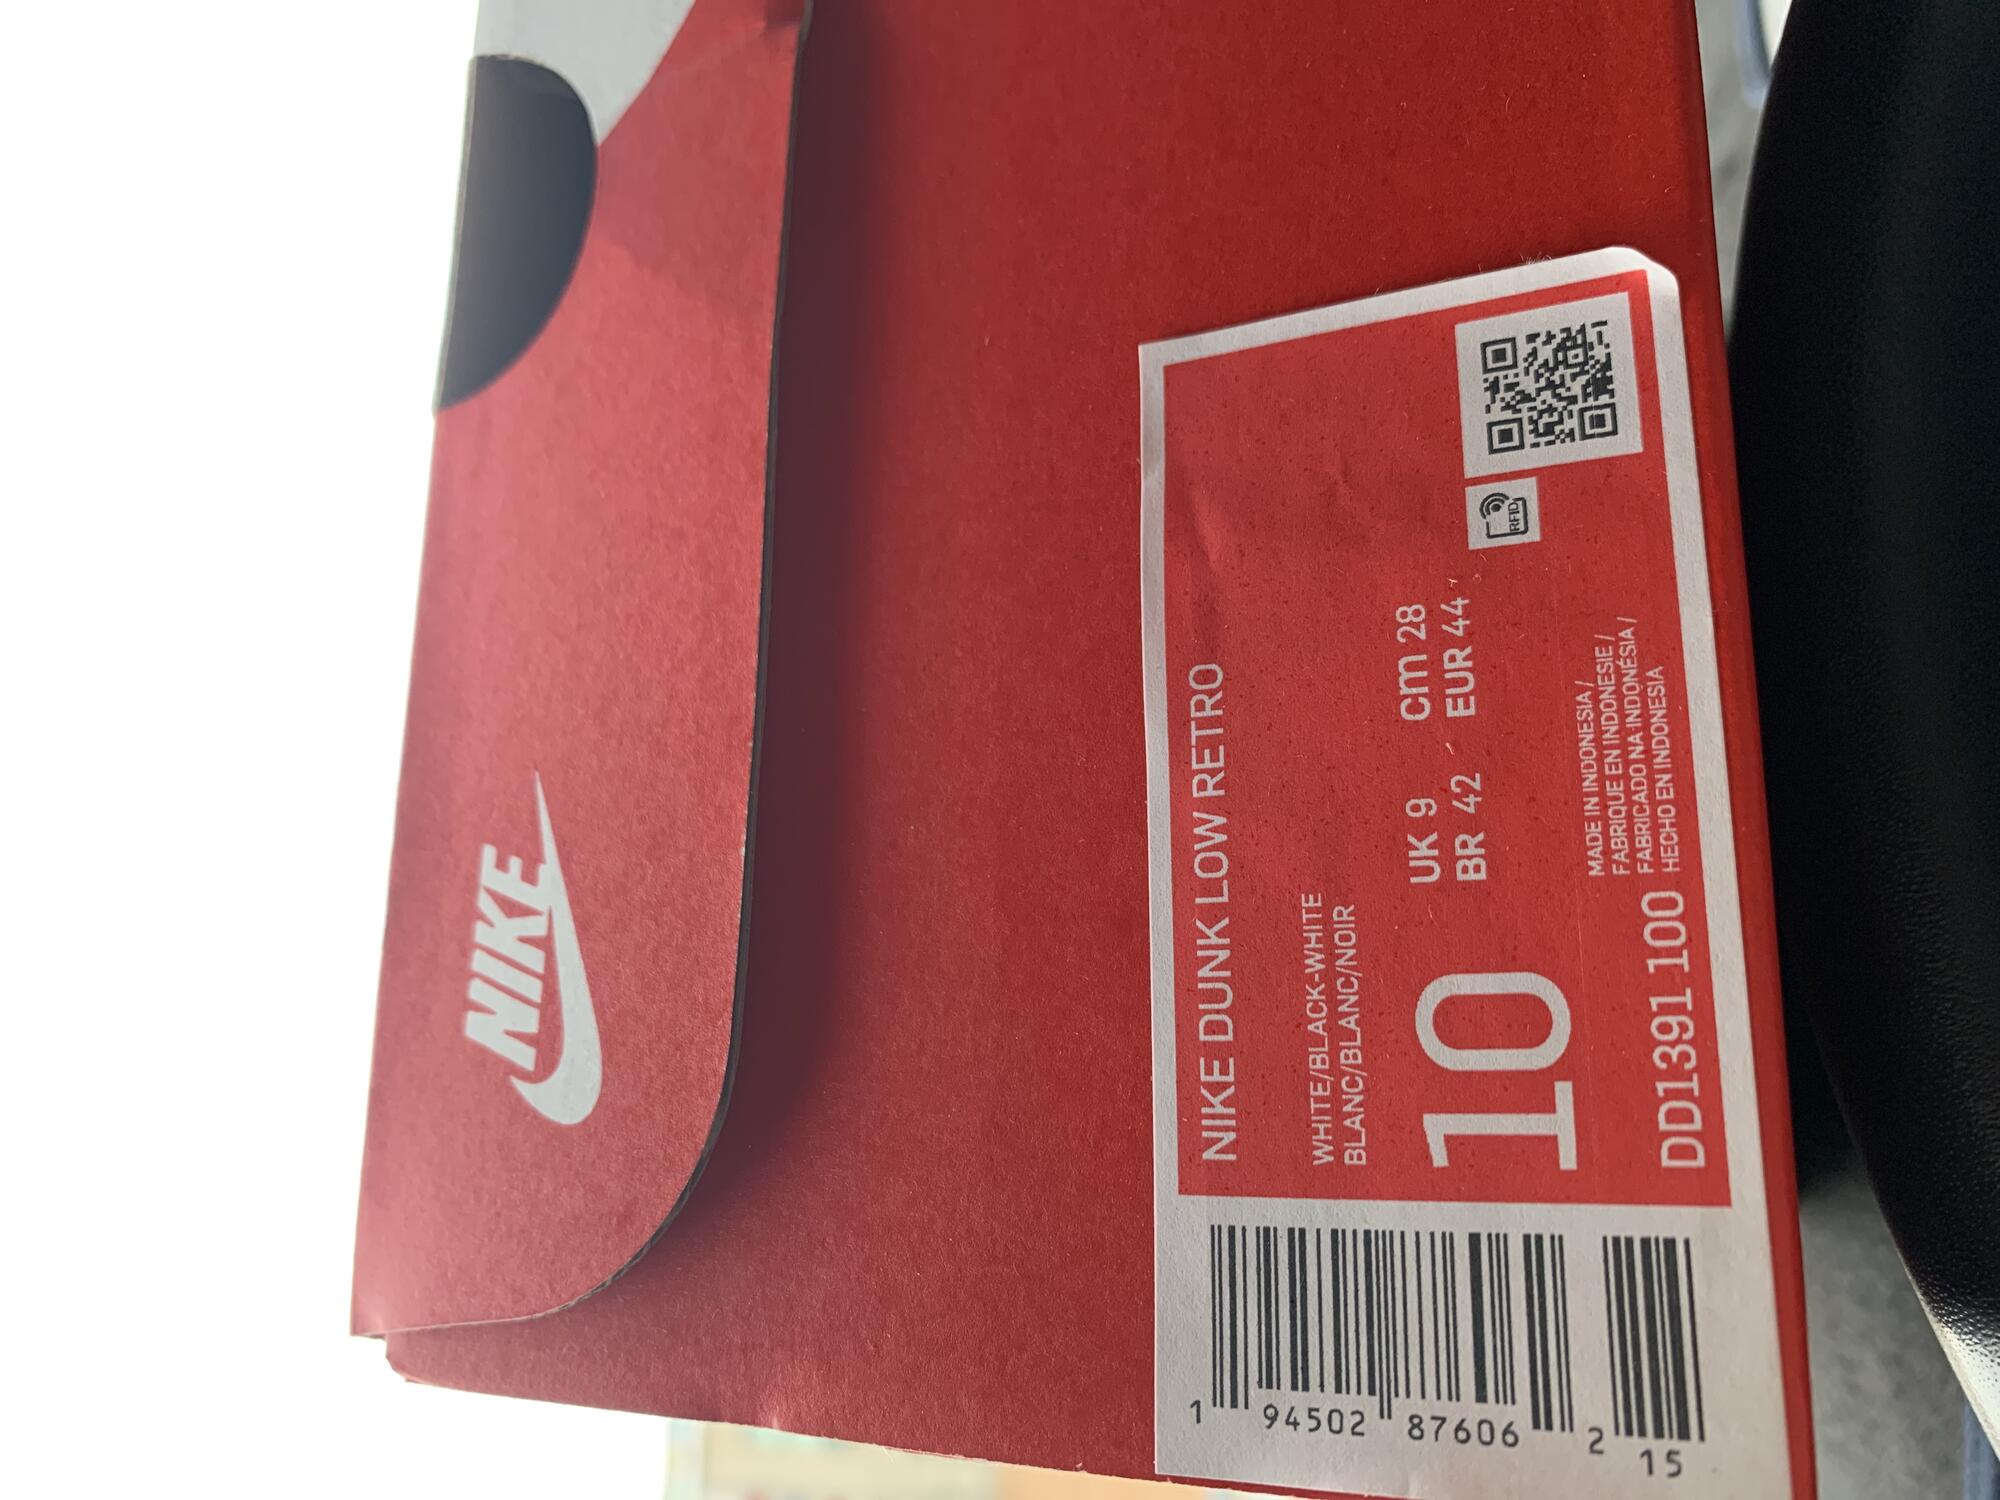 NIKE
NIKE DUNK LOW RETRO
WHITE/BLACK-WHITE
BLANC/BLANC/NOIR
10
UK 9 cm 28
BR 42 EUR 44
RFID
MADE IN INDONESIA /
FABRIQUE EN INDONESIE /
FABRICADO NA INDONÉSIA /
HECHO EN INDONESIA
DD1391 100
1 94502 87606 2
15